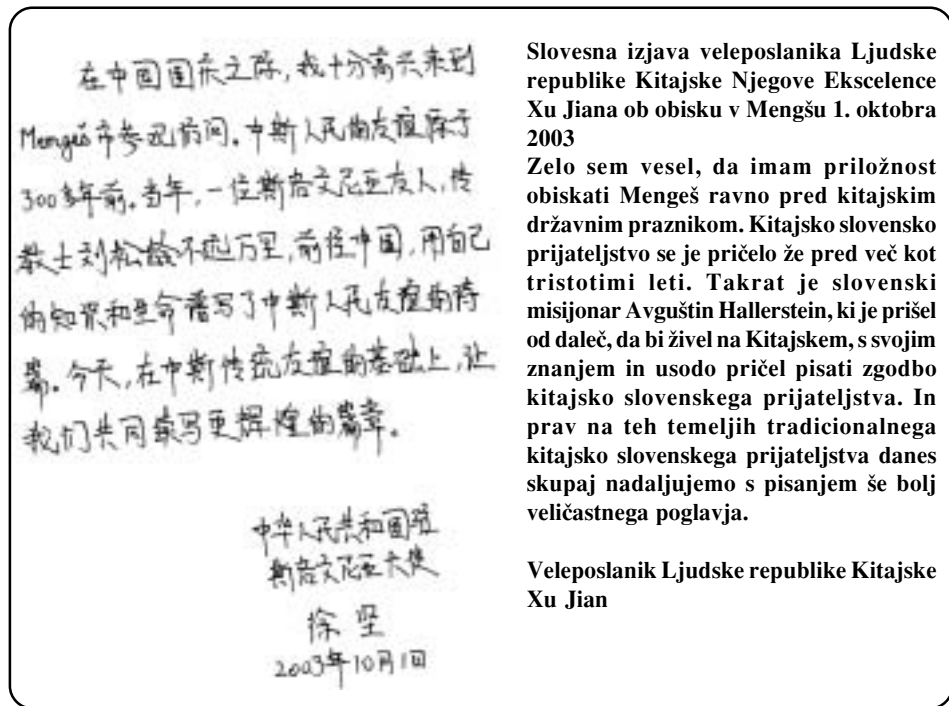 在中国国庆之际,我十分高兴来到
Mengeš市参观访问。中斯人民的友谊源于
300多年前。当年,一位斯洛文尼亚友人,传
教士刘松龄不远万里,前往中国,用自己
的知识和生命谱写了中斯人民友谊的诗
篇。今天,在中斯传统友谊的基础上,让
我们共同续写更辉煌的篇章。
中华人民共和国驻
斯洛文尼亚大使
徐坚
2003年10月1日
Slovesna izjava veleposlanika Ljudske
republike Kitajske Njegove Ekscelence
Xu Jiana ob obisku v Mengšu 1. oktobra
2003
Zelo sem vesel, da imam priložnost
obiskati Mengeš ravno pred kitajskim
državnim praznikom. Kitajsko slovensko
prijateljstvo se je pričelo že pred več kot
tristotimi leti. Takrat je slovenski
misijonar Avguštin Hallerstein, ki je prišel
od daleč, da bi živel na Kitajskem, s svojim
znanjem in usodo pričel pisati zgodbo
kitajsko slovenskega prijateljstva. In
prav na teh temeljih tradicionalnega
kitajsko slovenskega prijateljstva danes
skupaj nadaljujemo s pisanjem še bolj
veličastnega poglavja.
Veleposlanik Ljudske republike Kitajske
Xu Jian